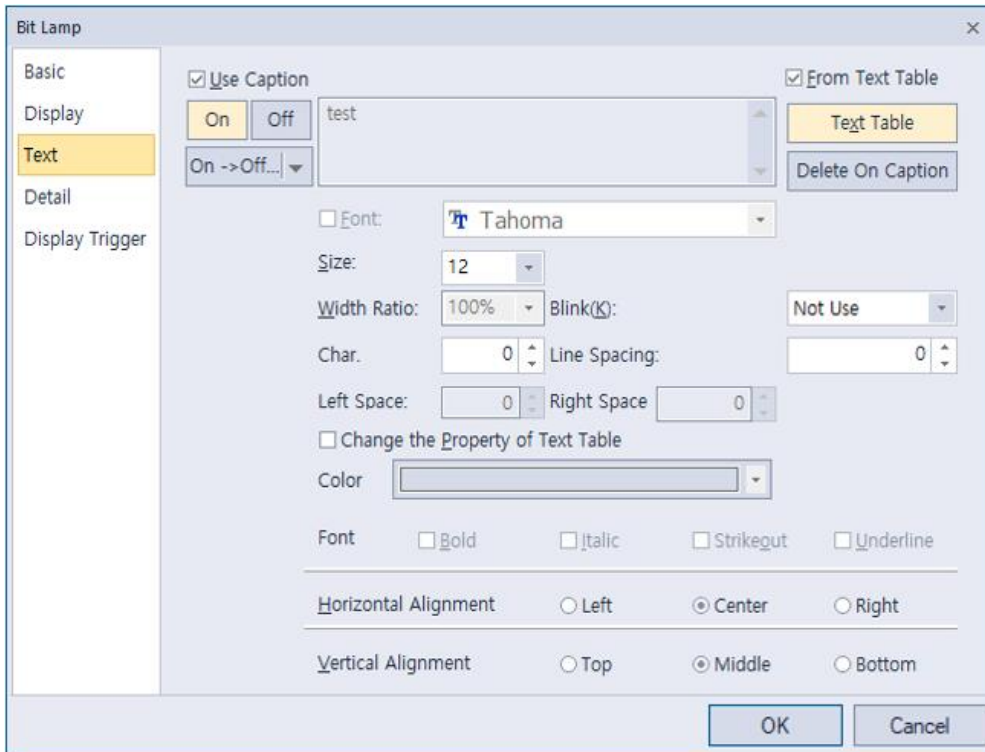 Bit Lamp
Basic
Display
Text
Detail
Display Trigger
Use Caption
From Text Table
On
Off
test
Text Table
On ->Off...
Delete On Caption
Font:
Tahoma
Size:
12
Width Ratio:
100%
Blink(K):
Not Use
Char.
0
Line Spacing:
0
Left Space:
0
Right Space
0
Change the Property of Text Table
Color
Font
Bold
Italic
Strikeout
Underline
Horizontal Alignment
Left
Center
Right
Vertical Alignment
Top
Middle
Bottom
OK
Cancel